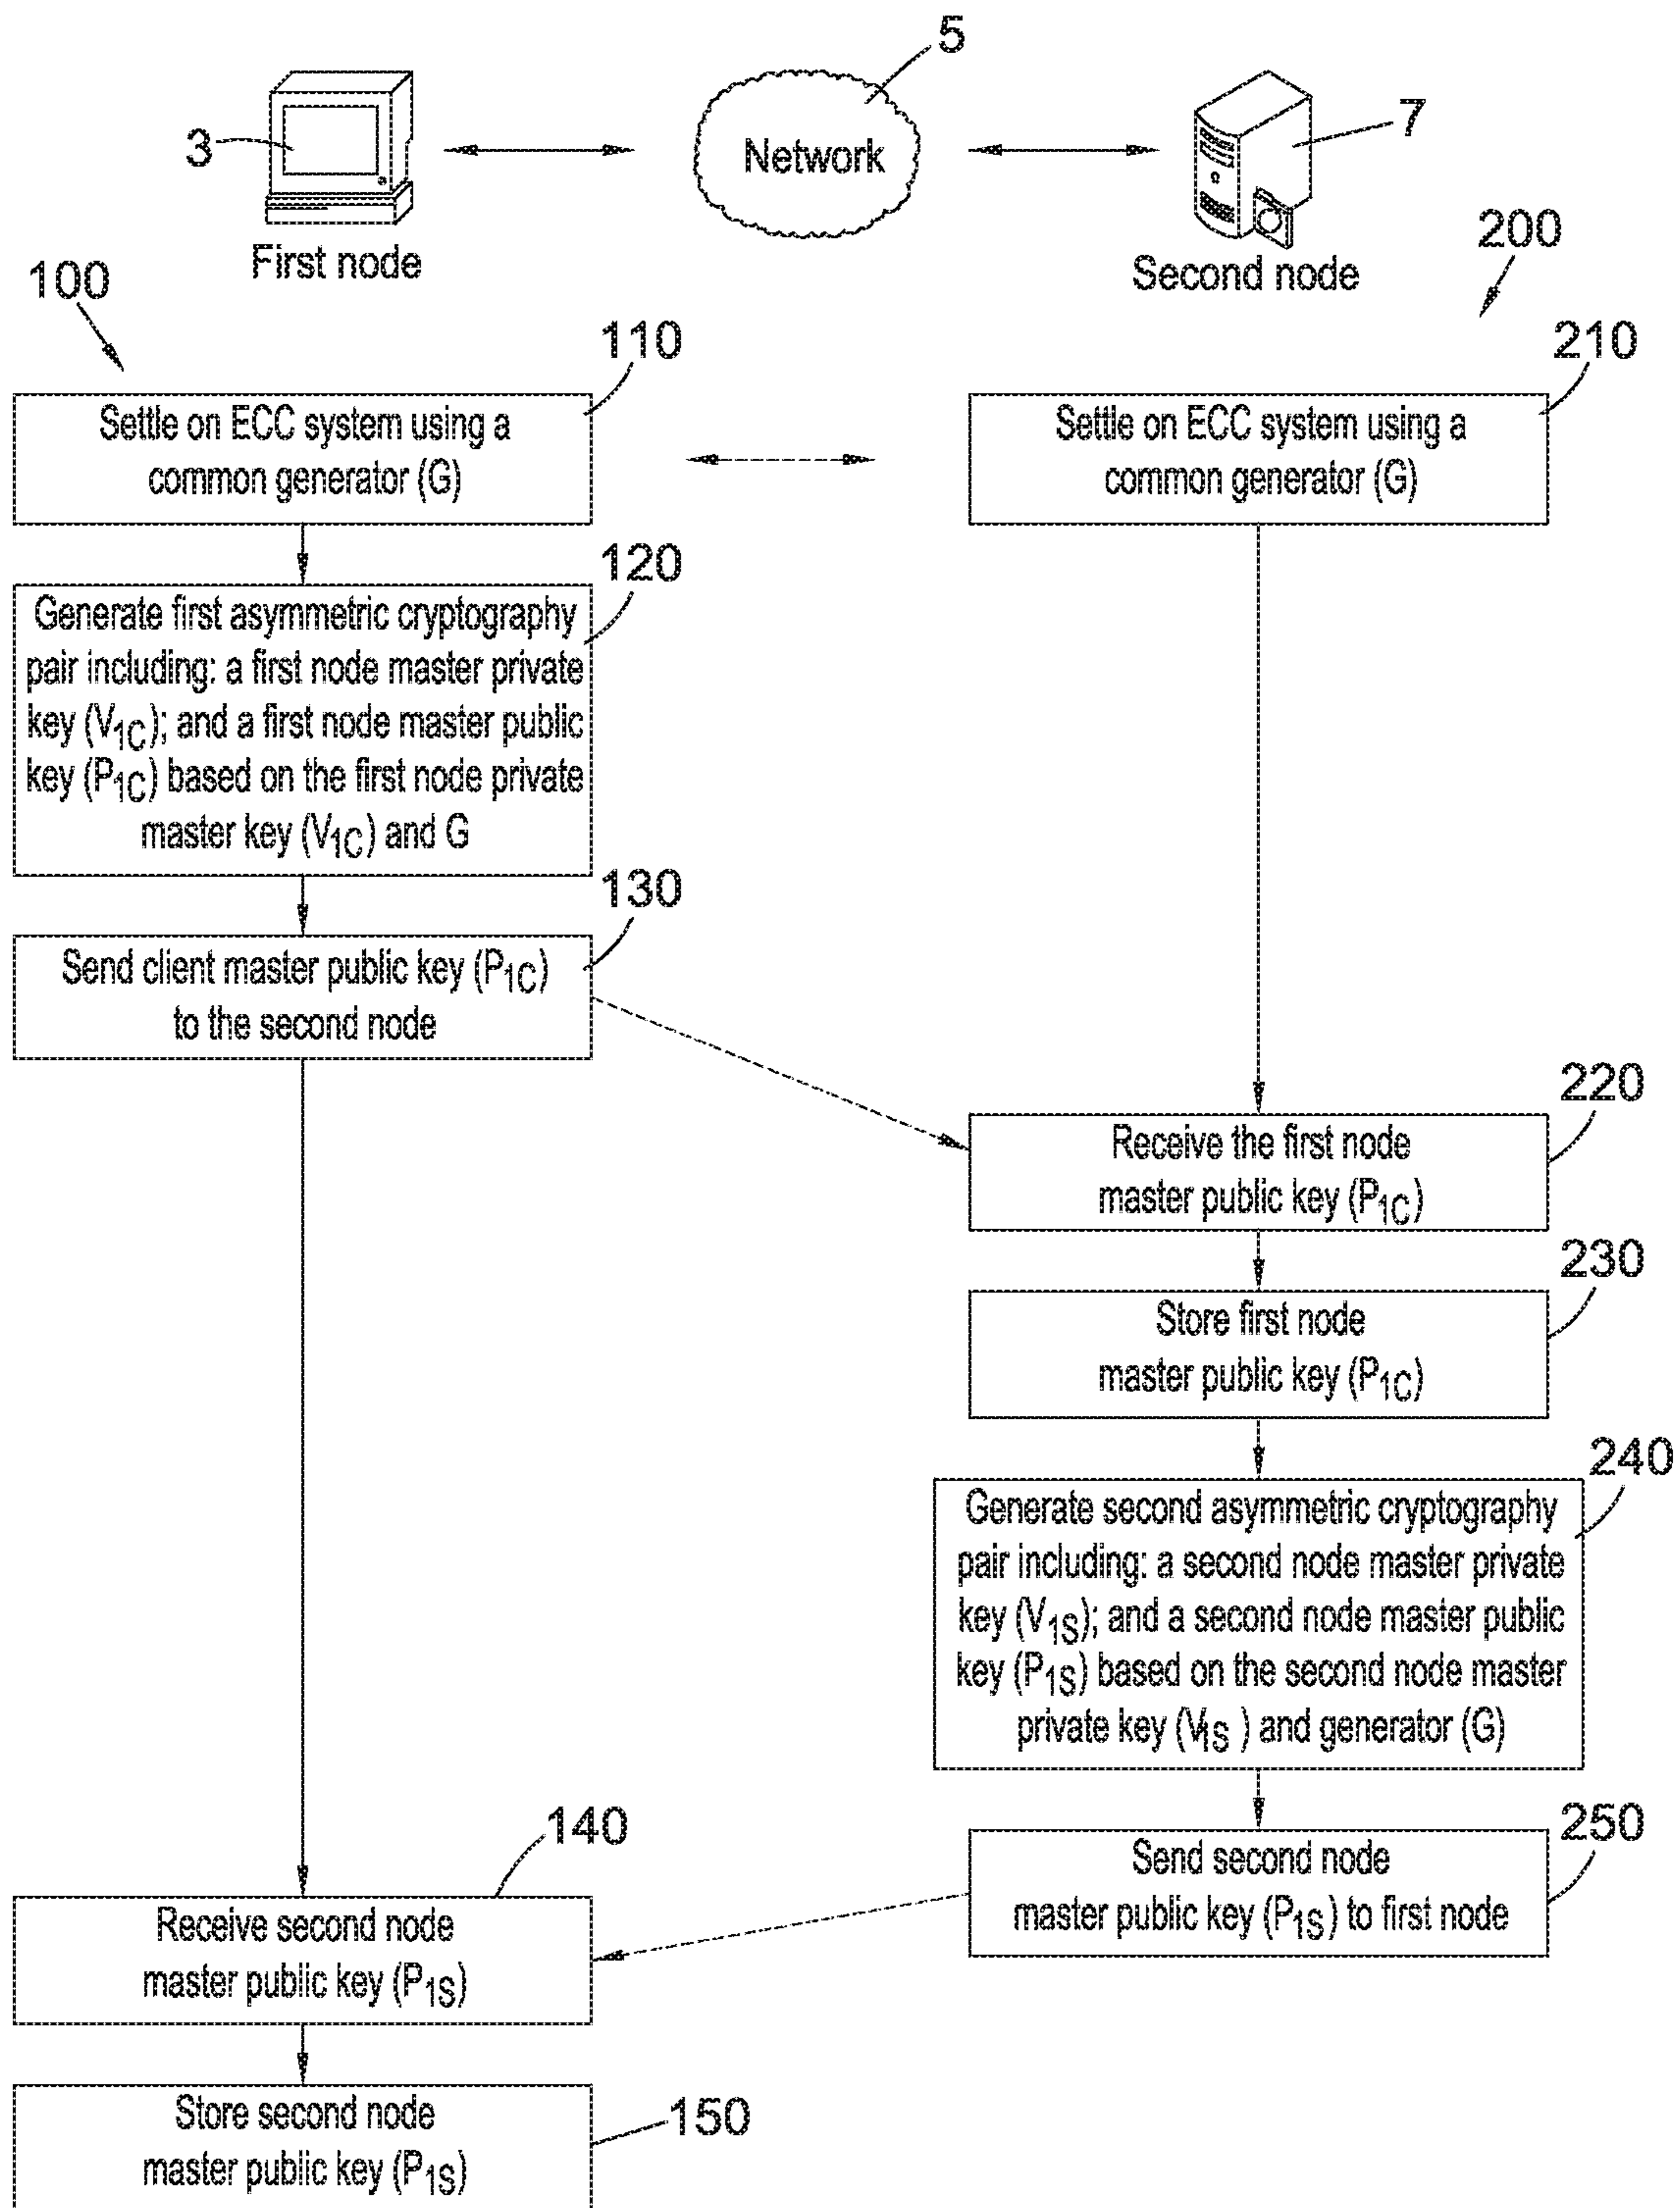 5
3
Network
7
First node
Second node
100
200
110
210
Settle on ECC system using a
common generator (G)
Settle on ECC system using a
common generator (G)
120
Generate first asymmetric cryptography
pair including: a first node master private
key (V1C); and a first node master public
key (P1C) based on the first node private
master key (V1C) and G
130
Send client master public key (P1C)
to the second node
220
Receive the first node
master public key (P1C)
230
Store first node
master public key (P1C)
240
Generate second asymmetric cryptography
pair including: a second node master private
key (V1S); and a second node master public
key (P1S) based on the second node master
private key (V1S ) and generator (G)
250
Send second node
master public key (P1S) to first node
140
Receive second node
master public key (P1S)
150
Store second node
master public key (P1S)